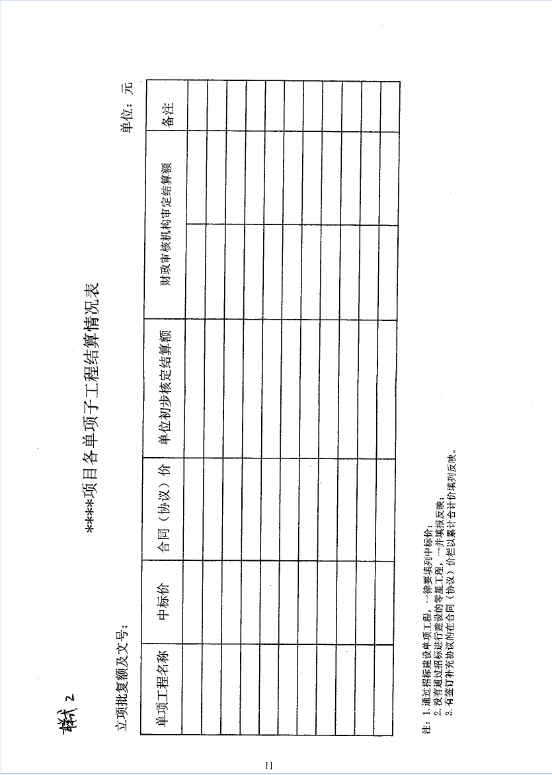 样式 2
****项目各单项子工程结算情况表
立项批复额及文号：
单位：元
单项工程名称
中标价
合同（协议）价
单位初步核定结算额
财政审核机构审定结算额
备注
注：1. 通过招标建设单项工程，一律要填列中标价；
2. 没有通过招标进行建设的零星工程，一并填报反映；
3. 有签订补充协议的在合同（协议）价栏以累计合计价填列反映。
11